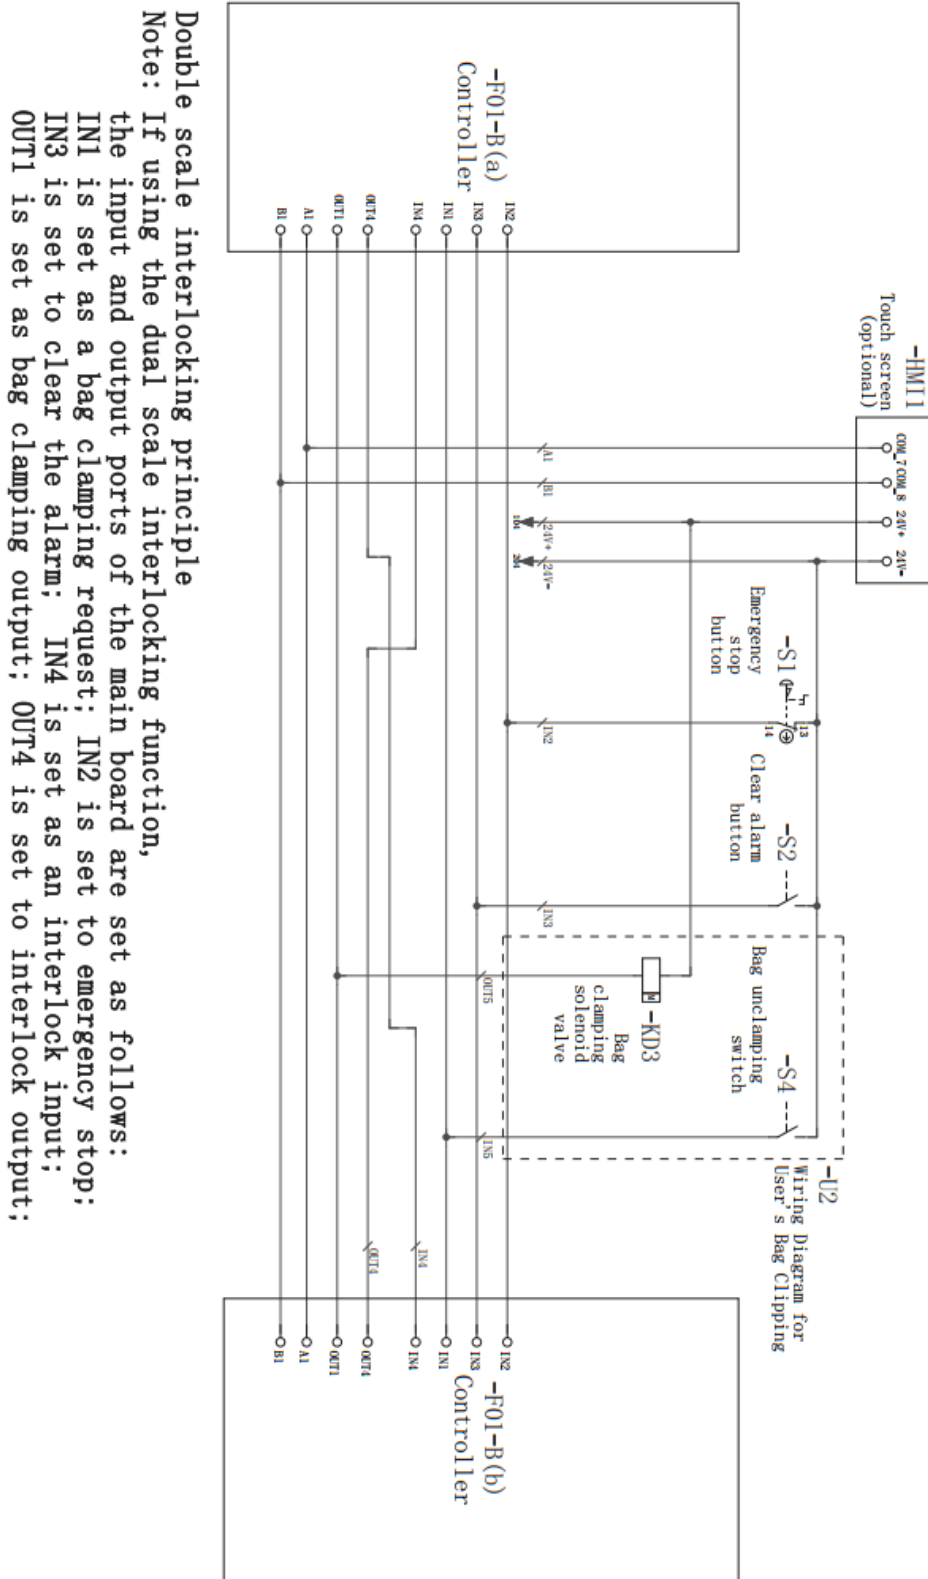 -HMI1
Touch screen
(optional)
COM_7
COM_8
24V+
24V-
A1
B1
24V+
24V-
104
204
-S1
Emergency
stop
button
13
14
IN2
-S2
Clear alarm
button
IN3
-U2
Wiring Diagram for
User's Bag Clipping
-S4
Bag unclamping
switch
-KD3
M
Bag
clamping
solenoid
valve
OUT5
IN5
-F01-B(a)
Controller
IN2
IN3
IN1
IN4
OUT4
OUT1
A1
B1
IN4
OUT4
-F01-B(b)
Controller
IN2
IN3
IN1
IN4
OUT4
OUT1
A1
B1
Double scale interlocking principle
Note: If using the dual scale interlocking function,
the input and output ports of the main board are set as follows:
IN1 is set as a bag clamping request; IN2 is set to emergency stop;
IN3 is set to clear the alarm; IN4 is set as an interlock input;
OUT1 is set as bag clamping output; OUT4 is set to interlock output;